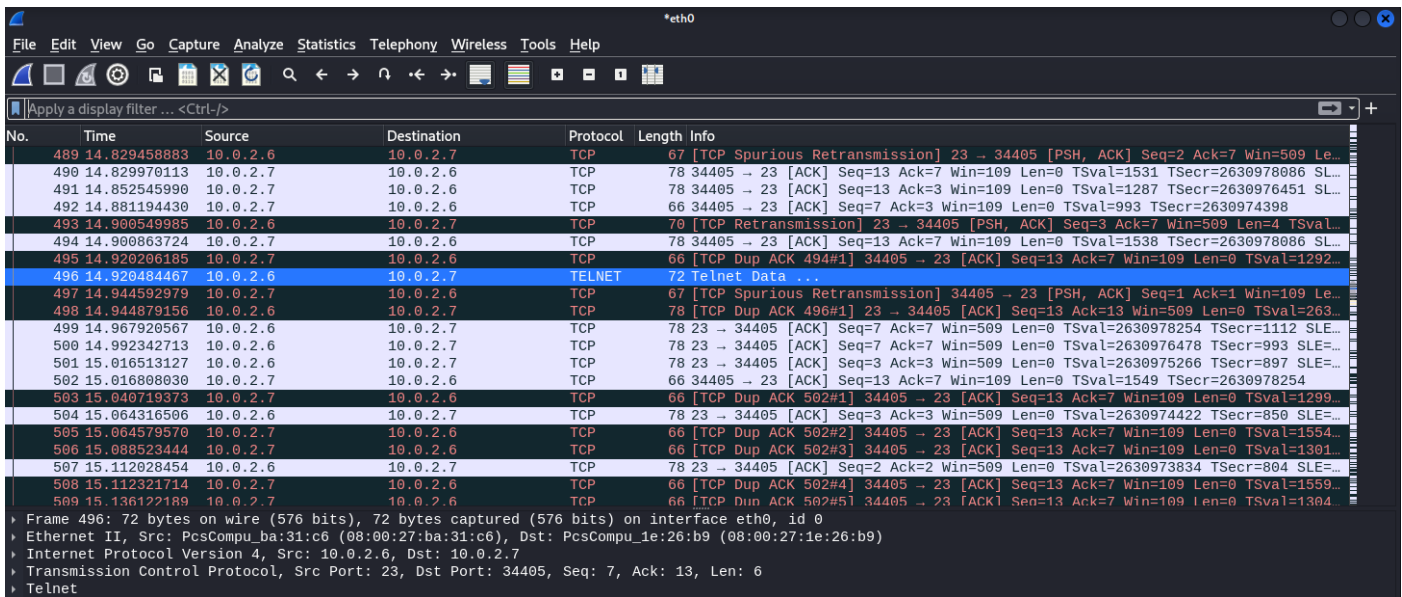 *eth0
File Edit View Go Capture Analyze Statistics Telephony Wireless Tools Help
Apply a display filter ... <Ctrl-/>
No. Time Source Destination Protocol Length Info
489 14.829458883 10.0.2.6 10.0.2.7 TCP 67 [TCP Spurious Retransmission] 23 → 34405 [PSH, ACK] Seq=2 Ack=7 Win=509 Le…
490 14.829970113 10.0.2.7 10.0.2.6 TCP 78 34405 → 23 [ACK] Seq=13 Ack=7 Win=109 Len=0 TSval=1531 TSecr=2630978086 SL…
491 14.852545990 10.0.2.7 10.0.2.6 TCP 78 34405 → 23 [ACK] Seq=13 Ack=3 Win=109 Len=0 TSval=1287 TSecr=2630976451 SL…
492 14.881194430 10.0.2.7 10.0.2.6 TCP 66 34405 → 23 [ACK] Seq=7 Ack=3 Win=109 Len=0 TSval=993 TSecr=2630974398
493 14.900549985 10.0.2.6 10.0.2.7 TCP 70 [TCP Retransmission] 23 → 34405 [PSH, ACK] Seq=3 Ack=7 Win=509 Len=4 TSval…
494 14.900863724 10.0.2.7 10.0.2.6 TCP 78 34405 → 23 [ACK] Seq=13 Ack=7 Win=109 Len=0 TSval=1538 TSecr=2630978086 SL…
495 14.920206185 10.0.2.7 10.0.2.6 TCP 66 [TCP Dup ACK 494#1] 34405 → 23 [ACK] Seq=13 Ack=7 Win=109 Len=0 TSval=1292…
496 14.920484467 10.0.2.6 10.0.2.7 TELNET 72 Telnet Data ...
497 14.944592979 10.0.2.7 10.0.2.6 TCP 67 [TCP Spurious Retransmission] 34405 → 23 [PSH, ACK] Seq=1 Ack=1 Win=109 Le…
498 14.944879156 10.0.2.6 10.0.2.7 TCP 78 [TCP Dup ACK 496#1] 23 → 34405 [ACK] Seq=13 Ack=13 Win=509 Len=0 TSval=263…
499 14.967920567 10.0.2.6 10.0.2.7 TCP 78 23 → 34405 [ACK] Seq=7 Ack=7 Win=509 Len=0 TSval=2630978254 TSecr=1112 SLE=…
500 14.992342713 10.0.2.6 10.0.2.7 TCP 78 23 → 34405 [ACK] Seq=7 Ack=7 Win=509 Len=0 TSval=2630976478 TSecr=993 SLE=…
501 15.016513127 10.0.2.6 10.0.2.7 TCP 78 23 → 34405 [ACK] Seq=3 Ack=3 Win=509 Len=0 TSval=2630975266 TSecr=897 SLE=…
502 15.016808030 10.0.2.7 10.0.2.6 TCP 66 34405 → 23 [ACK] Seq=13 Ack=7 Win=109 Len=0 TSval=1549 TSecr=2630978254
503 15.040719373 10.0.2.7 10.0.2.6 TCP 66 [TCP Dup ACK 502#1] 34405 → 23 [ACK] Seq=13 Ack=7 Win=109 Len=0 TSval=1299…
504 15.064316506 10.0.2.6 10.0.2.7 TCP 78 23 → 34405 [ACK] Seq=3 Ack=3 Win=509 Len=0 TSval=2630974422 TSecr=850 SLE=…
505 15.064579570 10.0.2.7 10.0.2.6 TCP 66 [TCP Dup ACK 502#2] 34405 → 23 [ACK] Seq=13 Ack=7 Win=109 Len=0 TSval=1554…
506 15.088523444 10.0.2.7 10.0.2.6 TCP 66 [TCP Dup ACK 502#3] 34405 → 23 [ACK] Seq=13 Ack=7 Win=109 Len=0 TSval=1301…
507 15.112028454 10.0.2.6 10.0.2.7 TCP 78 23 → 34405 [ACK] Seq=2 Ack=2 Win=509 Len=0 TSval=2630973834 TSecr=804 SLE=…
508 15.112321714 10.0.2.7 10.0.2.6 TCP 66 [TCP Dup ACK 502#4] 34405 → 23 [ACK] Seq=13 Ack=7 Win=109 Len=0 TSval=1559…
509 15.136122189 10.0.2.7 10.0.2.6 TCP 66 [TCP Dup ACK 502#5] 34405 → 23 [ACK] Seq=13 Ack=7 Win=109 Len=0 TSval=1304…
Frame 496: 72 bytes on wire (576 bits), 72 bytes captured (576 bits) on interface eth0, id 0
Ethernet II, Src: PcsCompu_ba:31:c6 (08:00:27:ba:31:c6), Dst: PcsCompu_1e:26:b9 (08:00:27:1e:26:b9)
Internet Protocol Version 4, Src: 10.0.2.6, Dst: 10.0.2.7
Transmission Control Protocol, Src Port: 23, Dst Port: 34405, Seq: 7, Ack: 13, Len: 6
Telnet